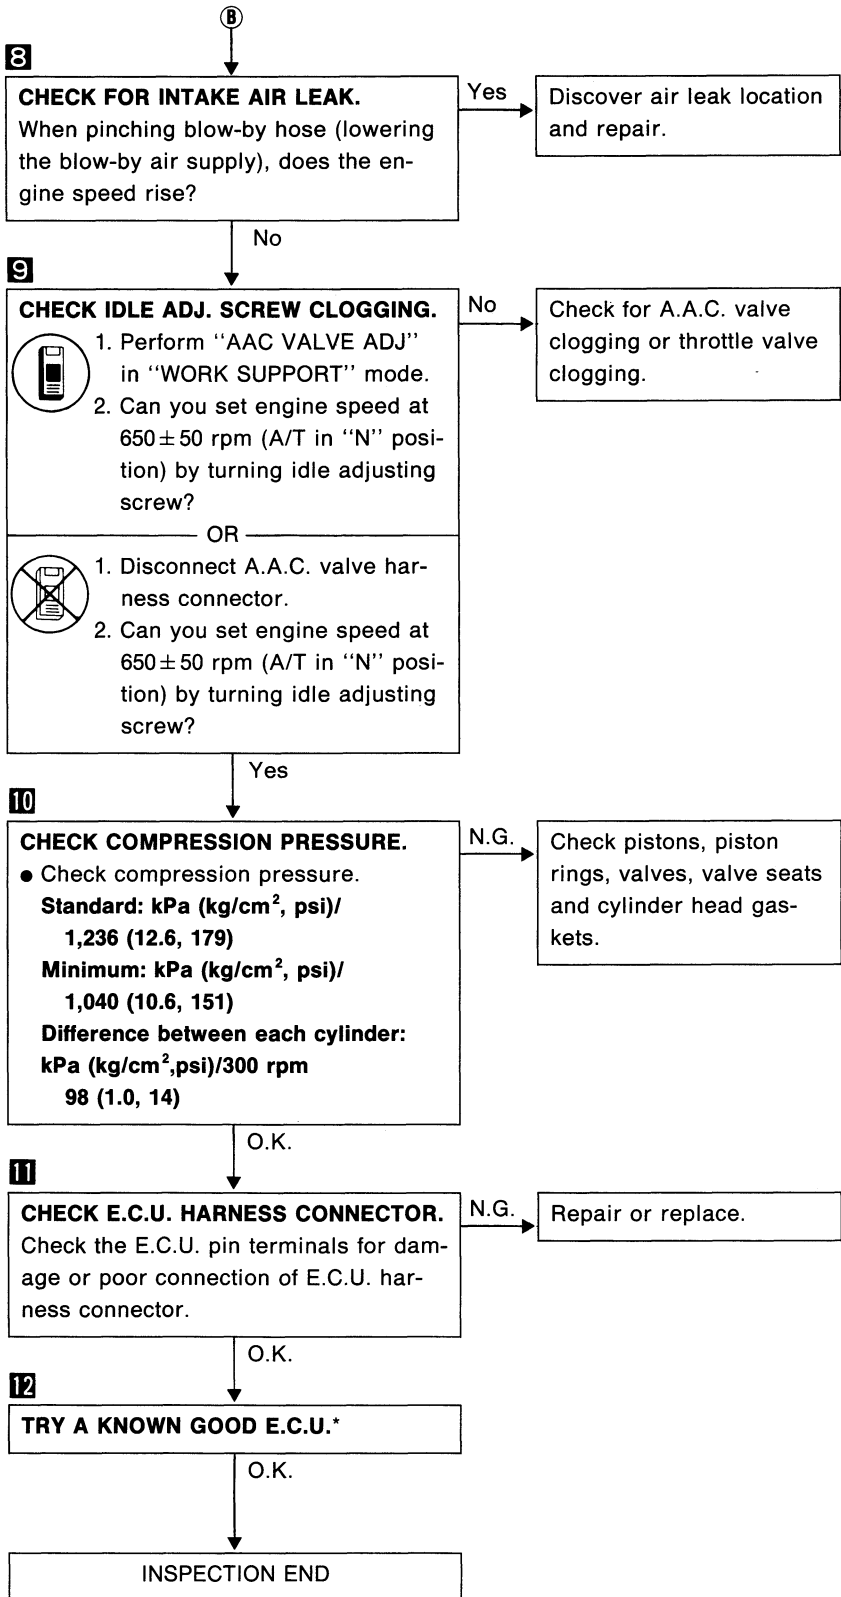 B
8
CHECK FOR INTAKE AIR LEAK.
When pinching blow-by hose (lowering
the blow-by air supply), does the en-
gine speed rise?
Yes
Discover air leak location
and repair.
No
9
CHECK IDLE ADJ. SCREW CLOGGING.
1. Perform "AAC VALVE ADJ"
in "WORK SUPPORT" mode.
2. Can you set engine speed at
650±50 rpm (A/T in "N" posi-
tion) by turning idle adjusting
screw?
OR
1. Disconnect A.A.C. valve har-
ness connector.
2. Can you set engine speed at
650±50 rpm (A/T in "N" posi-
tion) by turning idle adjusting
screw?
No
Check for A.A.C. valve
clogging or throttle valve
clogging.
Yes
10
CHECK COMPRESSION PRESSURE.
● Check compression pressure.
Standard: kPa (kg/cm², psi)/
1,236 (12.6, 179)
Minimum: kPa (kg/cm², psi)/
1,040 (10.6, 151)
Difference between each cylinder:
kPa (kg/cm²,psi)/300 rpm
98 (1.0, 14)
N.G.
Check pistons, piston
rings, valves, valve seats
and cylinder head gas-
kets.
O.K.
11
CHECK E.C.U. HARNESS CONNECTOR.
Check the E.C.U. pin terminals for dam-
age or poor connection of E.C.U. har-
ness connector.
N.G.
Repair or replace.
O.K.
12
TRY A KNOWN GOOD E.C.U.*
O.K.
INSPECTION END